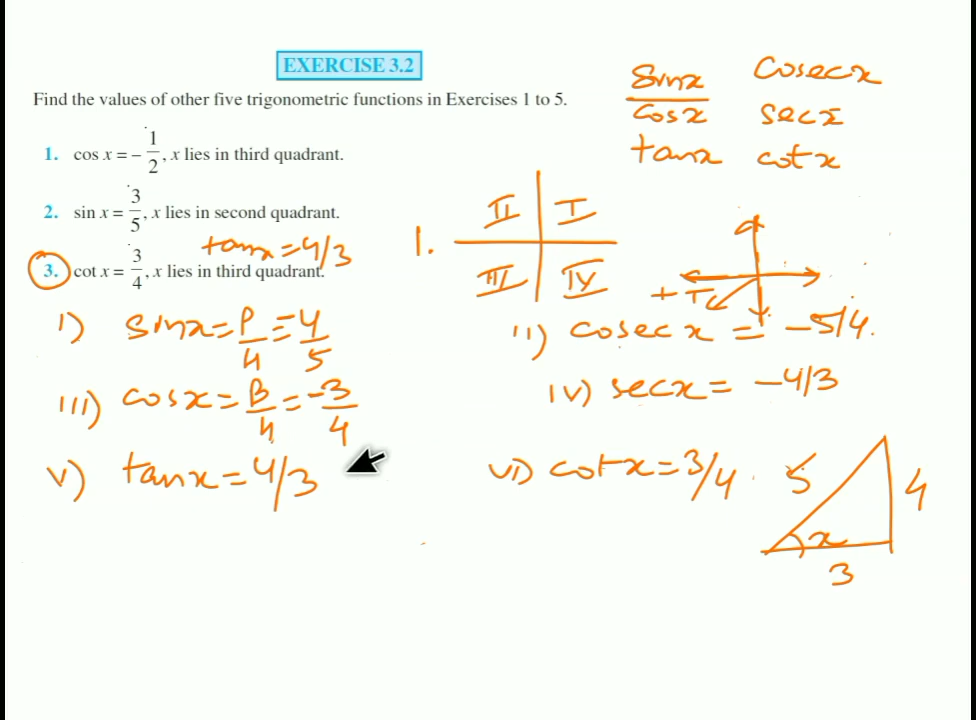 EXERCISE 3.2
Find the values of other five trigonometric functions in Exercises 1 to 5.
sinx cosecx
cosx secx
tanx cotx
1. cos x = – 1/2, x lies in third quadrant.
2. sin x = 3/5, x lies in second quadrant.
tanx = 4/3
3. cot x = 3/4, x lies in third quadrant.
1.
II I
III IV
i) sinx = P/H = 4/5
ii) cosec x = -5/4.
iii) cosx = B/H = -3/4
iv) secx = -4/3
v) tanx = 4/3
vi) cotx = 3/4.
5
4
x
3